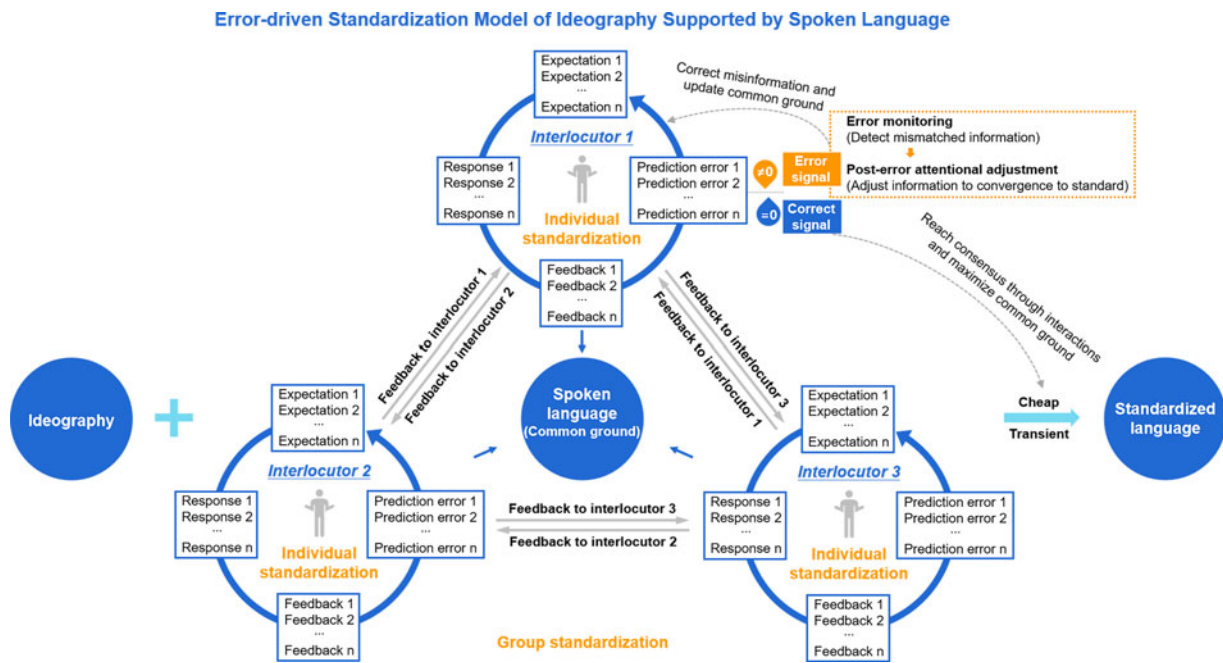 Error-driven Standardization Model of Ideography Supported by Spoken Language
Expectation 1
Expectation 2
...
Expectation n
Interlocutor 1
Response 1
Response 2
...
Response n
Prediction error 1
Prediction error 2
...
Prediction error n
Individual
standardization
Feedback 1
Feedback 2
...
Feedback n
Correct misinformation and
update common ground
≠0
Error
signal
=0
Correct
signal
Error monitoring
(Detect mismatched information)
Post-error attentional adjustment
(Adjust information to convergence to standard)
Reach consensus through interactions
and maximize common
ground
Feedback to interlocutor 1
Feedback to interlocutor 2
Feedback to interlocutor 3
Feedback to interlocutor 1
Ideography
+
Spoken
language
(Common ground)
Cheap
Transient
Standardized
language
Expectation 1
Expectation 2
...
Expectation n
Interlocutor 2
Response 1
Response 2
...
Response n
Prediction error 1
Prediction error 2
...
Prediction error n
Individual
standardization
Feedback 1
Feedback 2
...
Feedback n
Feedback to interlocutor 3
Feedback to interlocutor 2
Expectation 1
Expectation 2
...
Expectation n
Interlocutor 3
Response 1
Response 2
...
Response n
Prediction error 1
Prediction error 2
...
Prediction error n
Individual
standardization
Feedback 1
Feedback 2
...
Feedback n
Group standardization